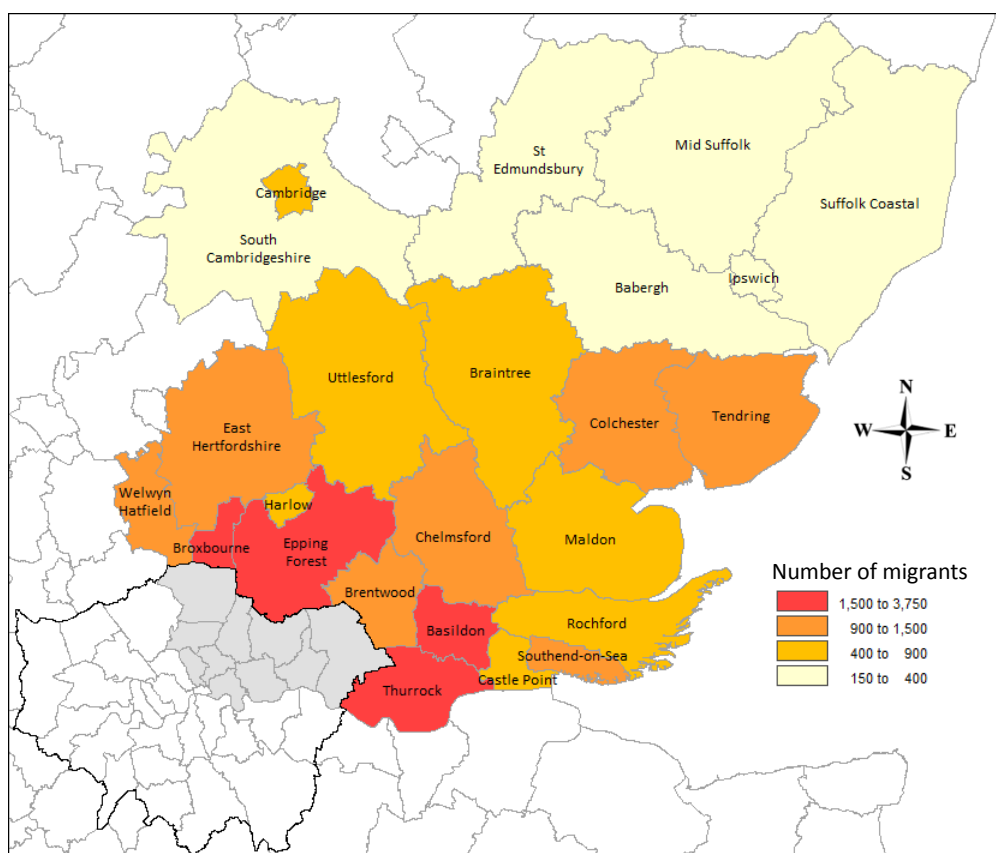 St
Edmundsbury
Mid Suffolk
Cambridge
Suffolk Coastal
South
Cambridgeshire
Ipswich
Babergh
Uttlesford
Braintree
N
W E
S
East
Hertfordshire
Colchester
Tendring
Welwyn
Hatfield
Harlow
Broxbourne
Epping
Forest
Chelmsford
Maldon
Brentwood
Basildon
Rochford
Southend-on-Sea
Castle Point
Thurrock
Number of migrants
1,500 to 3,750
900 to 1,500
400 to 900
150 to 400